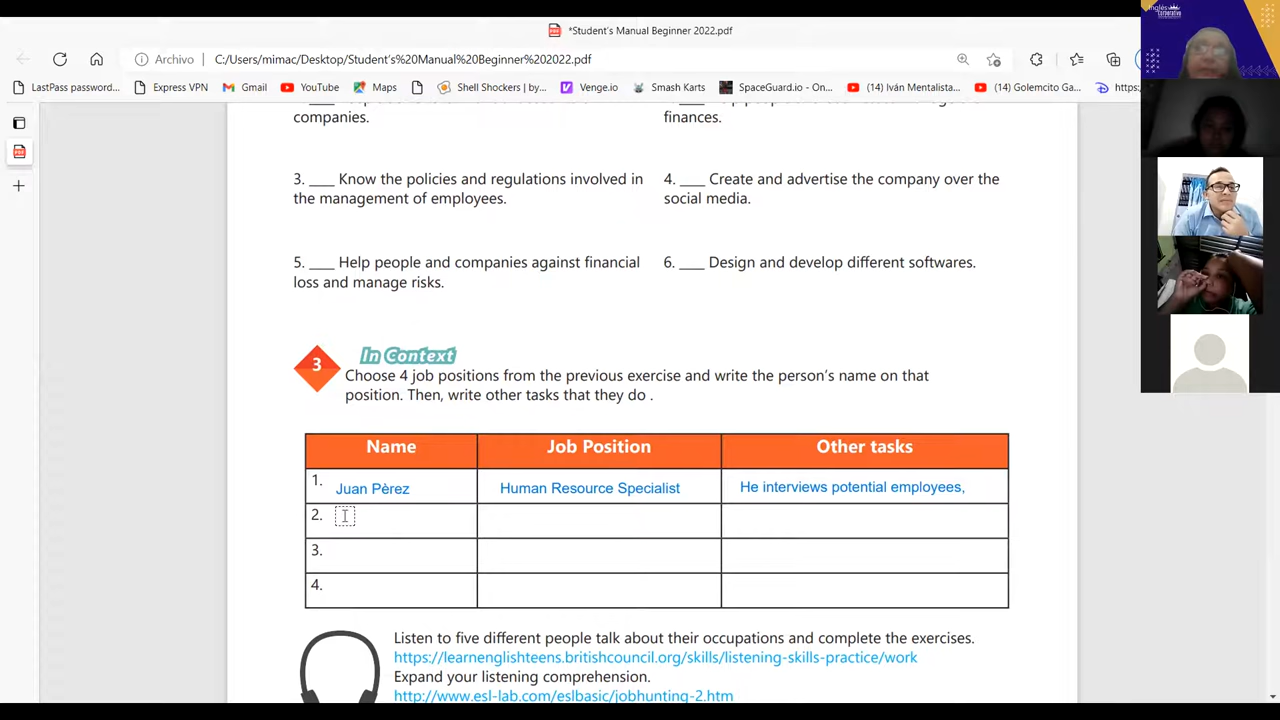 *Student's Manual Beginner 2022.pdf
Archivo C:/Users/mimac/Desktop/Student's%20Manual%20Beginner%202022.pdf
LastPass password... Express VPN Gmail YouTube Maps Shell Shockers | by... Venge.io Smash Karts SpaceGuard.io - On... (14) Iván Mentalista... (14) Golemcito Ga... https:
companies. finances.
3. ___ Know the policies and regulations involved in
the management of employees.
4. ___ Create and advertise the company over the
social media.
5. ___ Help people and companies against financial
loss and manage risks.
6. ___ Design and develop different softwares.
3 In Context
Choose 4 job positions from the previous exercise and write the person's name on that
position. Then, write other tasks that they do .
Name Job Position Other tasks
1. Juan Pèrez Human Resource Specialist He interviews potential employees,
2.
3.
4.
Listen to five different people talk about their occupations and complete the exercises.
https://learnenglishteens.britishcouncil.org/skills/listening-skills-practice/work
Expand your listening comprehension.
http://www.esl-lab.com/eslbasic/jobhunting-2.htm
Inglés
corporativo